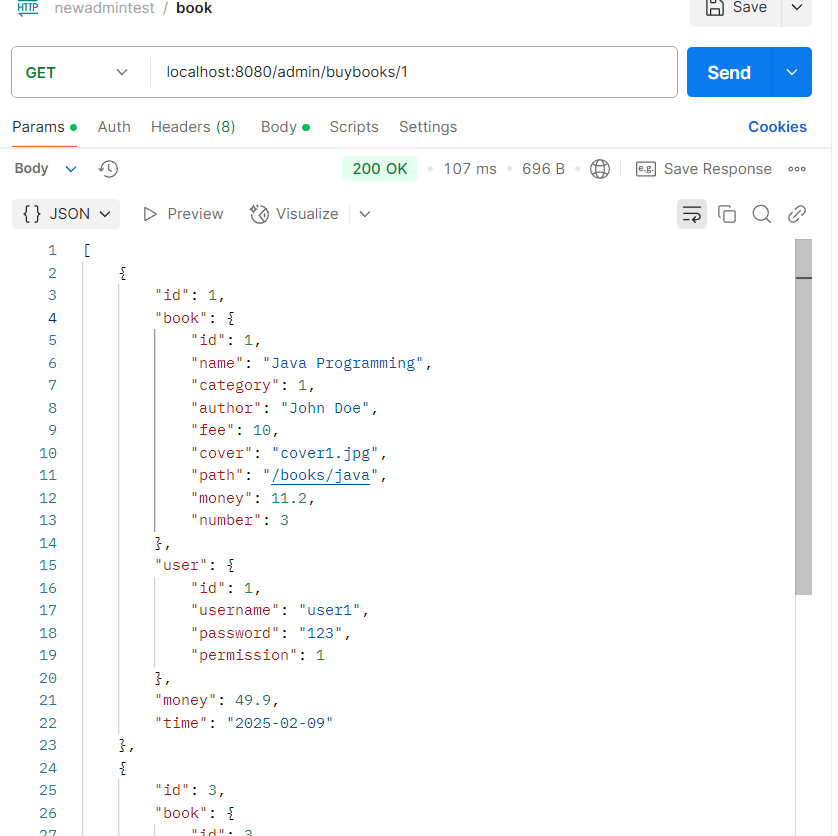 HTTP newadmintest / book Save
GET localhost:8080/admin/buybooks/1 Send
Params Auth Headers (8) Body Scripts Settings Cookies
Body 200 OK 107 ms 696 B e.g. Save Response
{} JSON Preview Visualize
1 [
2 {
3 "id": 1,
4 "book": {
5 "id": 1,
6 "name": "Java Programming",
7 "category": 1,
8 "author": "John Doe",
9 "fee": 10,
10 "cover": "cover1.jpg",
11 "path": "/books/java",
12 "money": 11.2,
13 "number": 3
14 },
15 "user": {
16 "id": 1,
17 "username": "user1",
18 "password": "123",
19 "permission": 1
20 },
21 "money": 49.9,
22 "time": "2025-02-09"
23 },
24 {
25 "id": 3,
26 "book": {
27 "id": 3